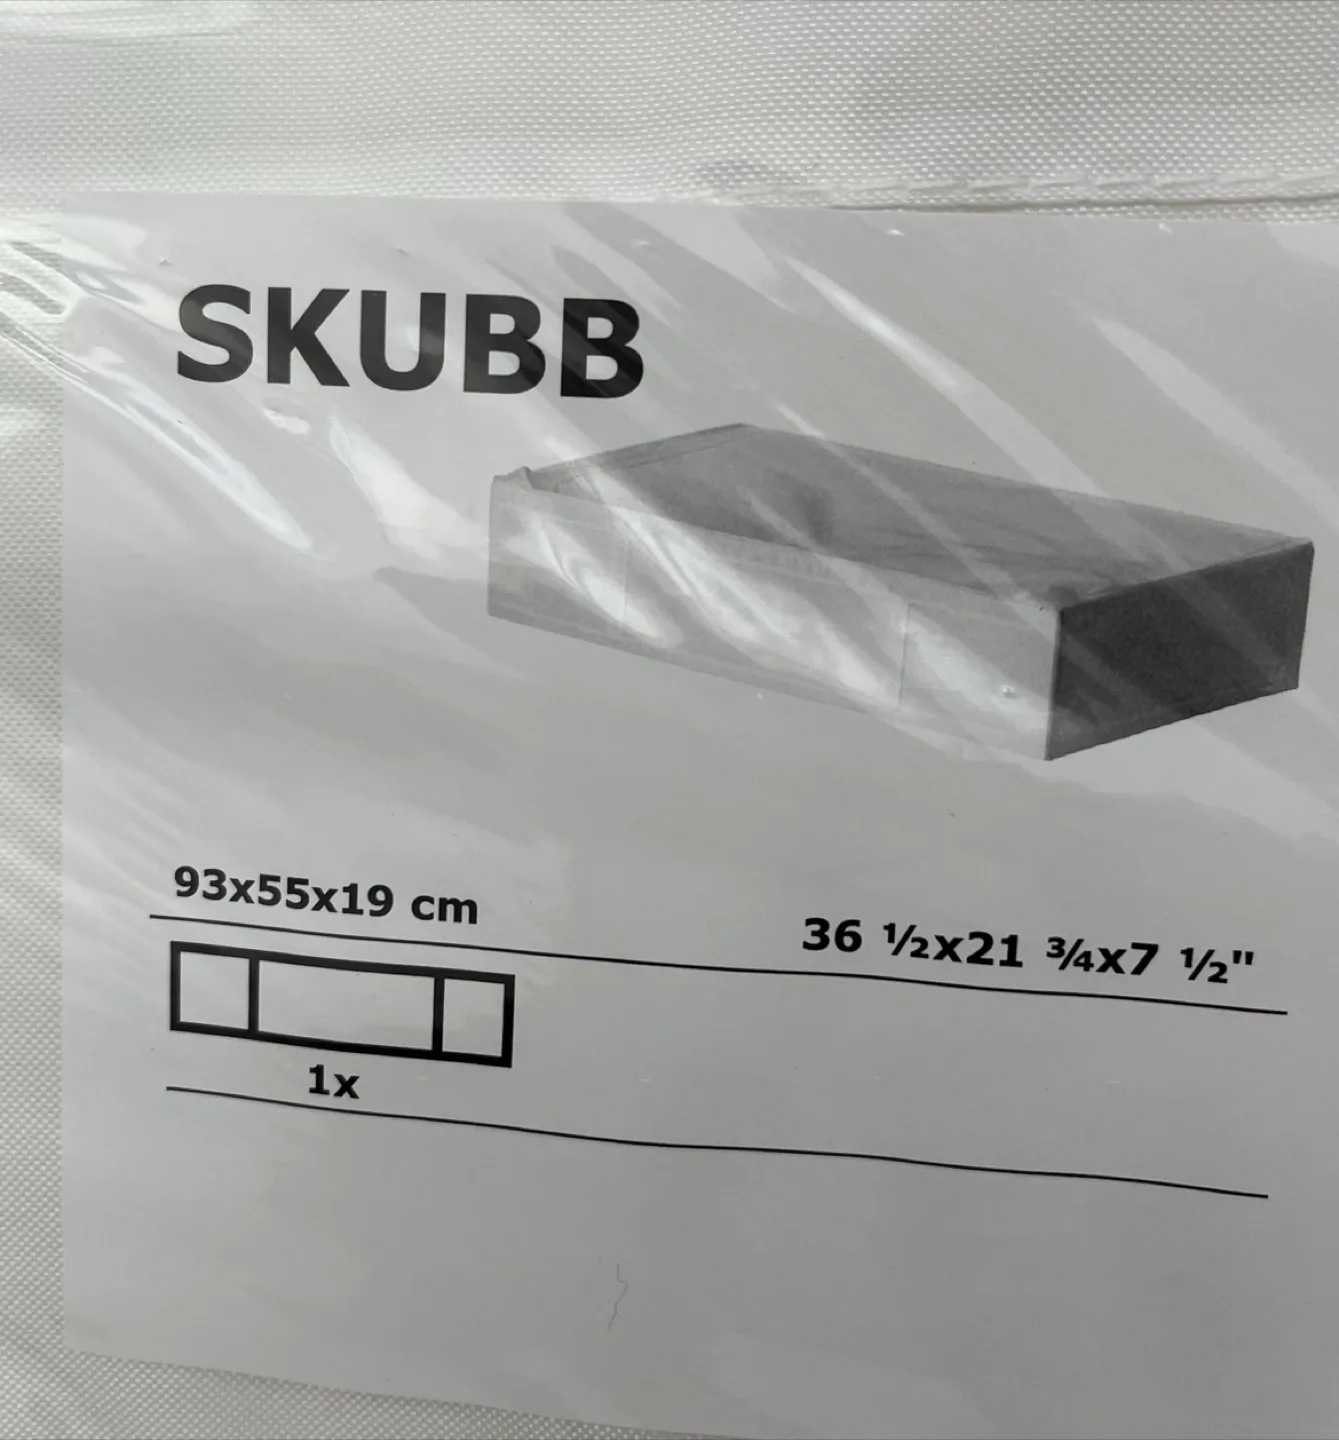 SKUBB
93x55x19 cm
36 ½x21 ¾x7 ½"
1x